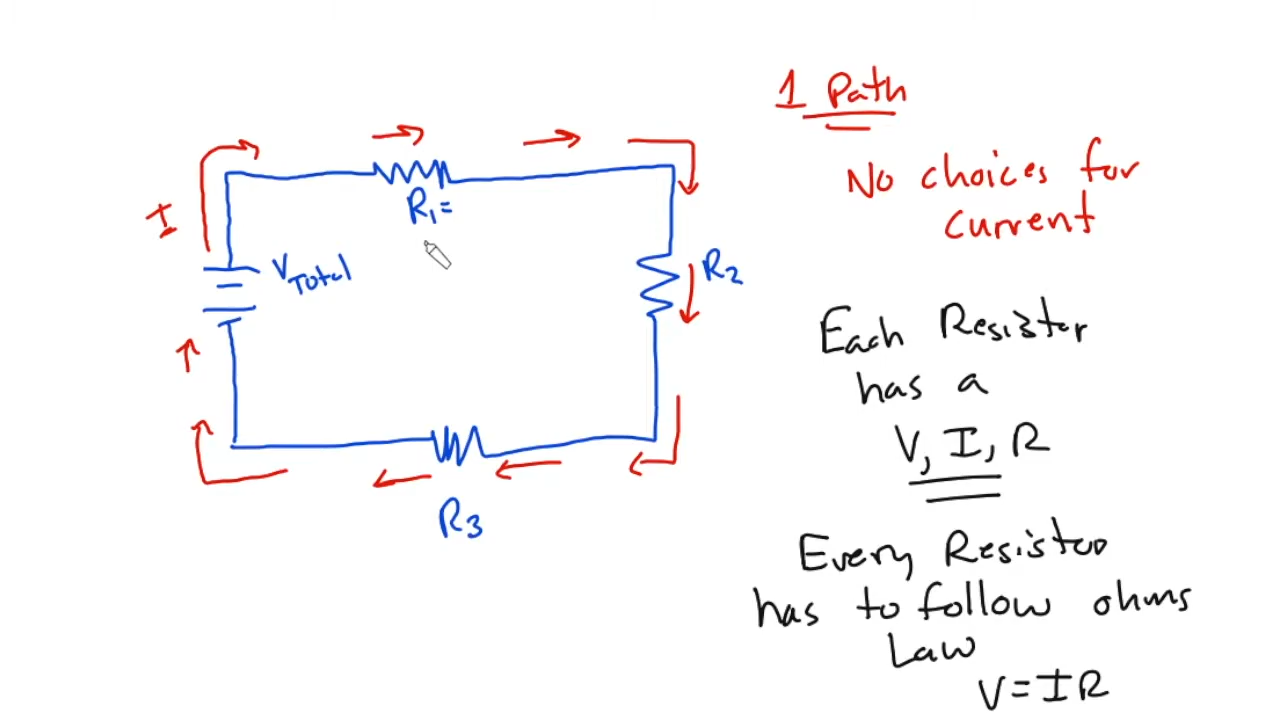 1 Path
No choices for
current
I
R1=
VTotal
R2
R3
Each Resistor
has a
V, I, R
Every Resistor
has to follow ohms
Law
V=IR